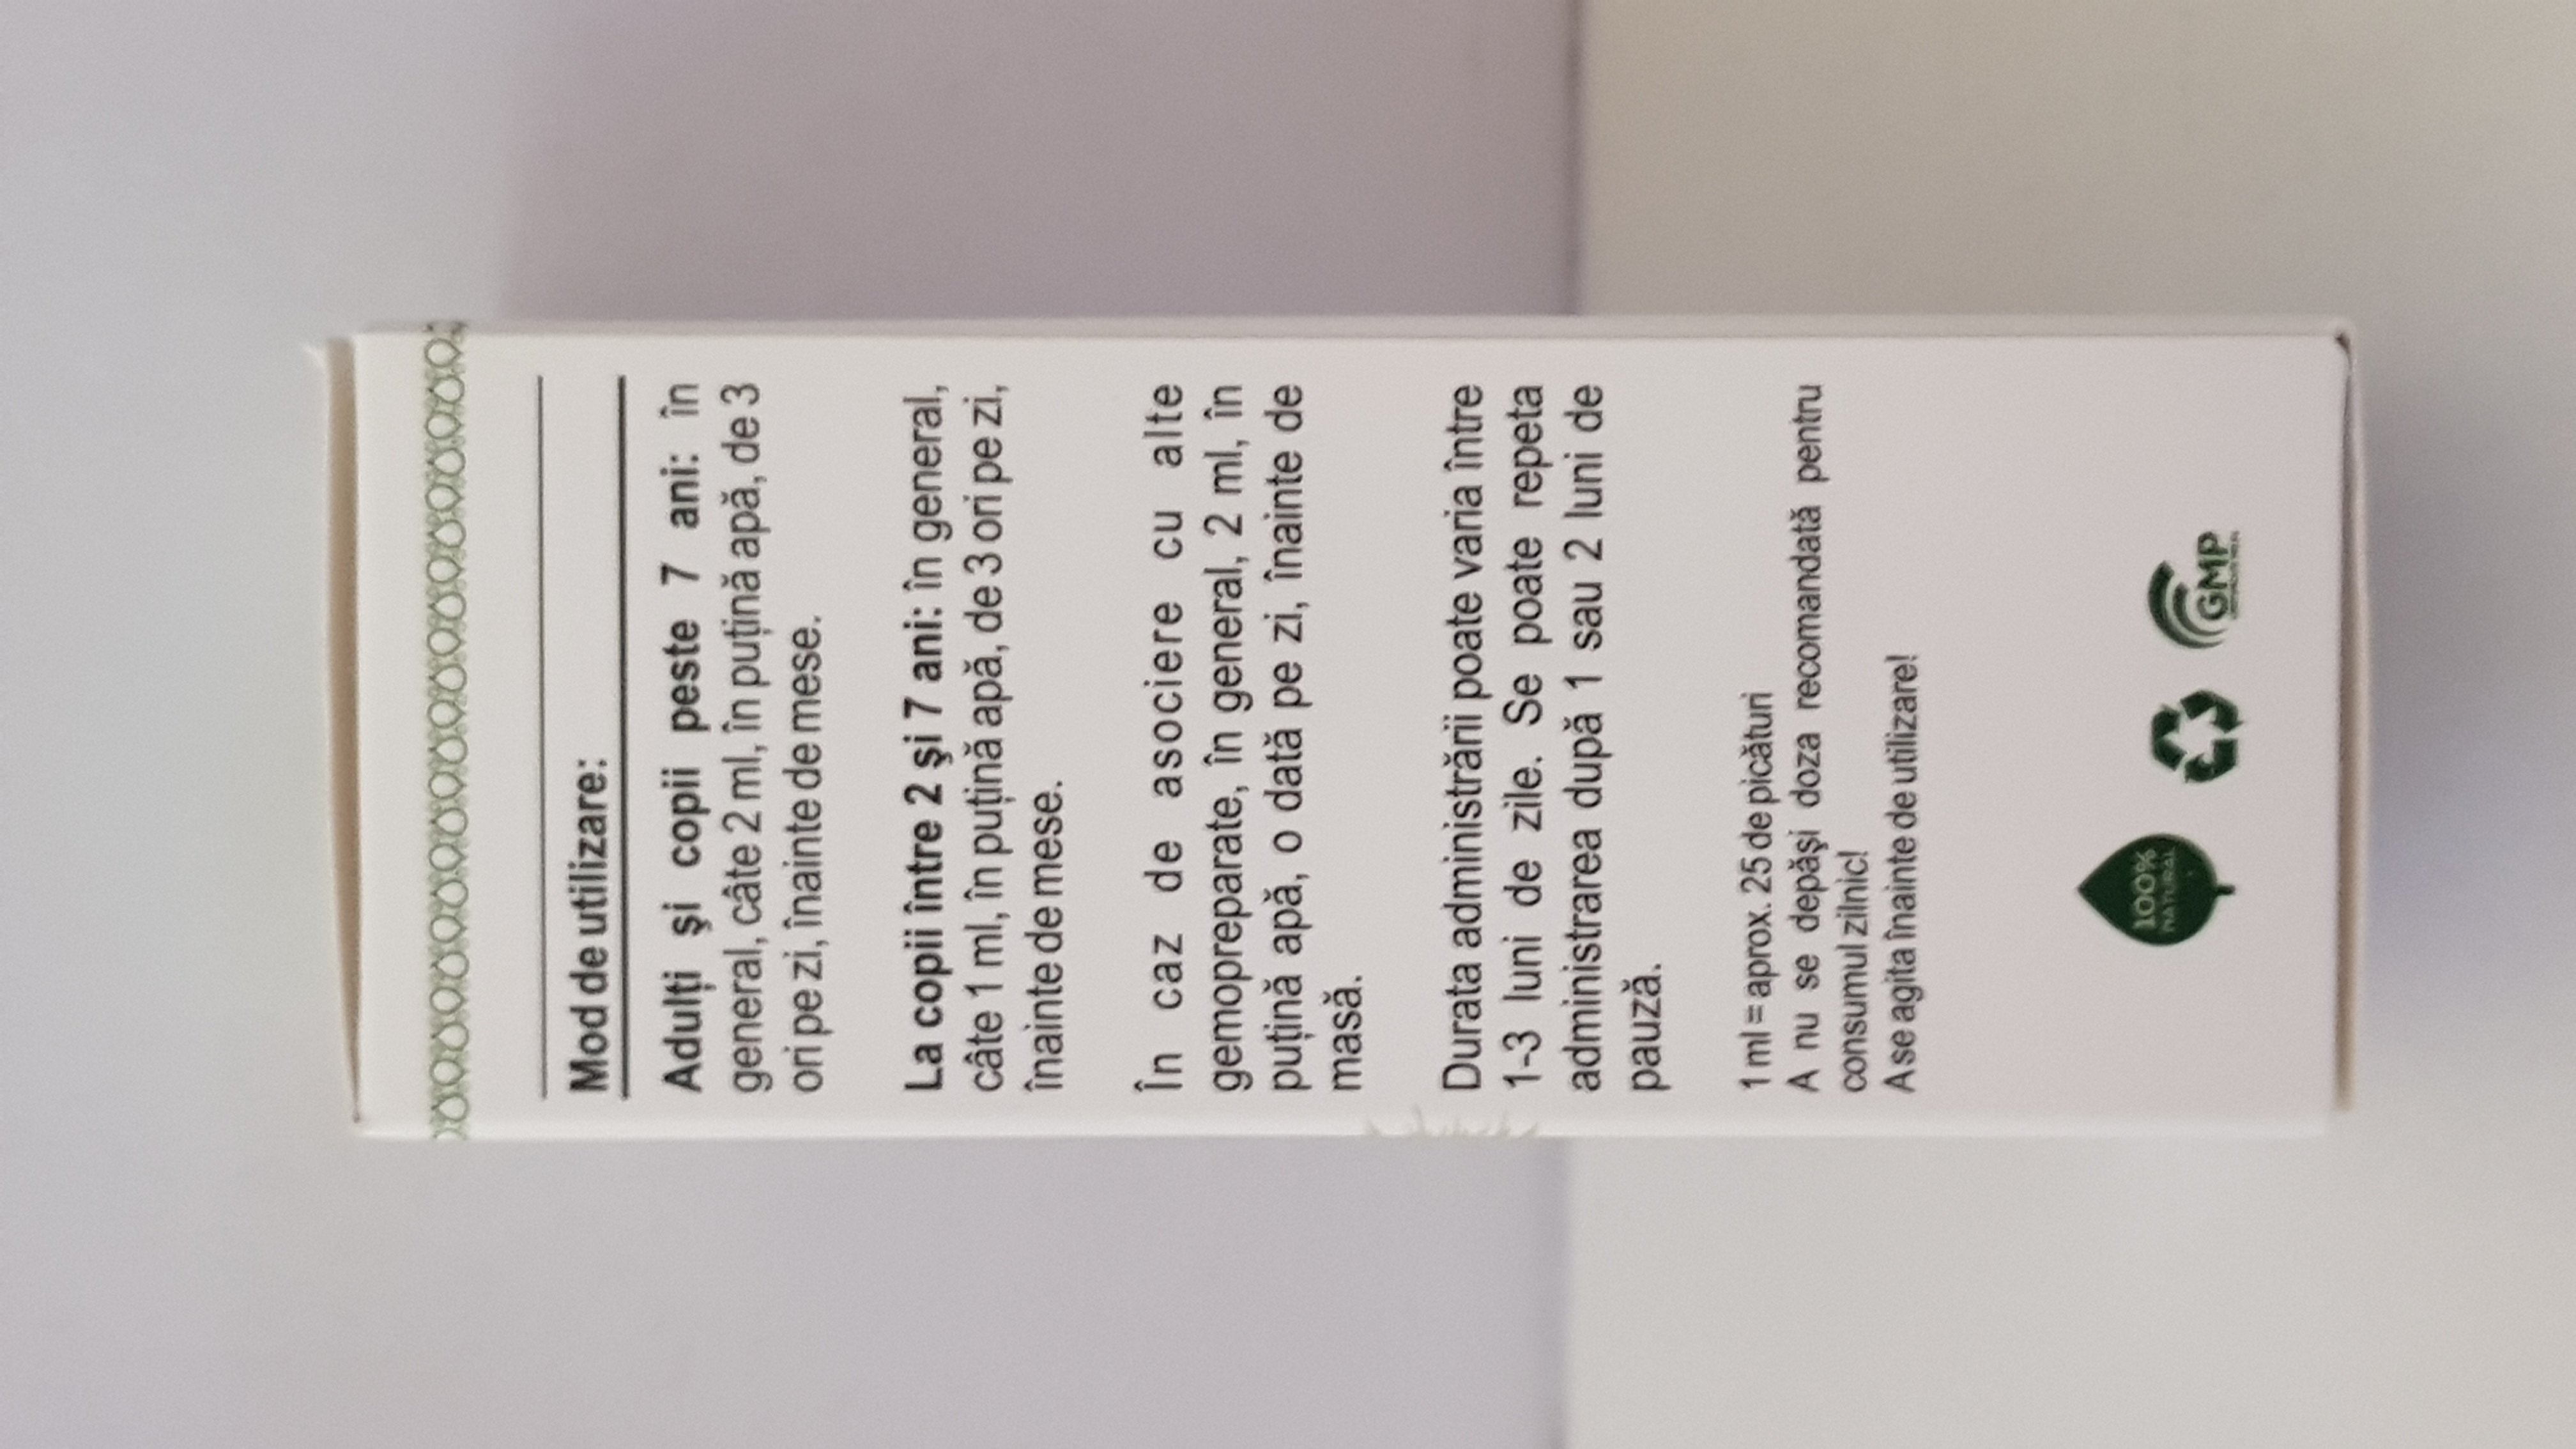 Mod de utilizare:
Adulți şi copii peste 7 ani: în
general, câte 2 ml, în puțină apă, de 3
ori pe zi, înainte de mese.
La copii între 2 şi 7 ani: în general,
câte 1 ml, în puțină apă, de 3 ori pe zi,
înainte de mese.
În caz de asociere cu alte
gemopreparate, în general, 2 ml, în
puțină apă, o dată pe zi, înainte de
masă.
Durata administrării poate varia între
1-3 luni de zile. Se poate repeta
administrarea după 1 sau 2 luni de
pauză.
1 ml = aprox. 25 de picături
A nu se depăşi doza recomandată pentru
consumul zilnic!
A se agita înainte de utilizare!
100%
NATURAL
GMP